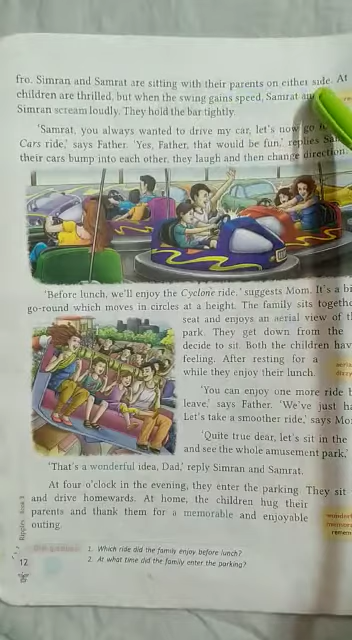 fro. Simran and Samrat are sitting with their parents on either side. At
children are thrilled, but when the swing gains speed, Samrat and
Simran scream loudly. They hold the bar tightly.
'Samrat, you always wanted to drive my car, let's now go
Cars ride,' says Father. 'Yes, Father, that would be fun,' replies
their cars bump into each other, they laugh and then change direction.
'Before lunch, we'll enjoy the Cyclone ride,' suggests Mom. It's a
go-round which moves in circles at a height. The family sits
seat and enjoys an aerial view of
park. They get down from the
decide to sit. Both the children
feeling. After resting for a
while they enjoy their lunch.
'You can enjoy one more ride
leave,' says Father. 'We've just
Let's take a smoother ride,' says
'Quite true dear, let's sit in the
and see the whole amusement park,'
'That's a wonderful idea, Dad,' reply Simran and Samrat.
At four o'clock in the evening, they enter the parking They sit
and drive homewards. At home, the children hug their
parents and thank them for a memorable and enjoyable
outing.
1. Which ride did the family enjoy before lunch?
2. At what time did the family enter the parking?
Ripples Book 3
12